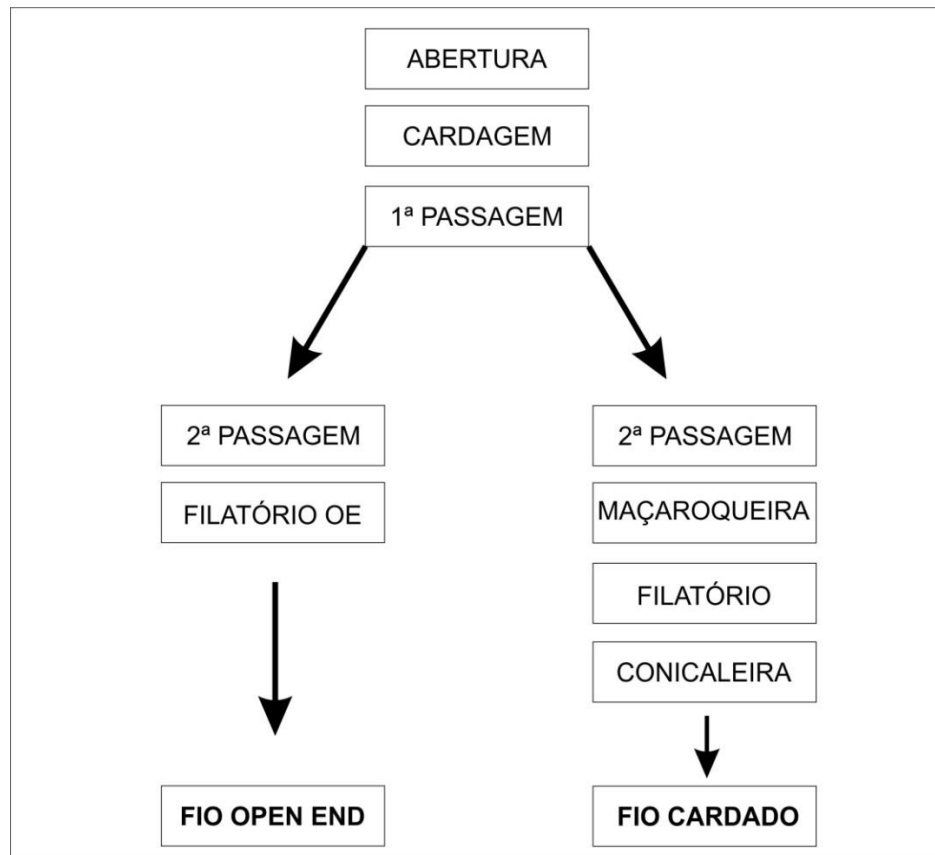 ABERTURA
CARDAGEM
1ª PASSAGEM
2ª PASSAGEM
FILATÓRIO OE
FIO OPEN END
2ª PASSAGEM
MAÇAROQUEIRA
FILATÓRIO
CONICALEIRA
FIO CARDADO